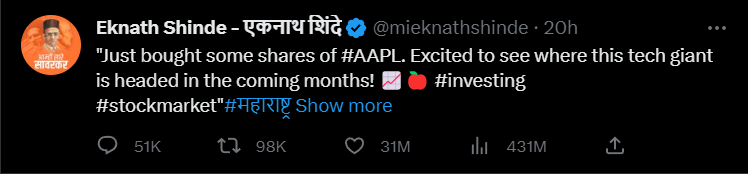 Eknath Shinde - एकनाथ शिंदे @mieknathshinde · 20h
"Just bought some shares of #AAPL. Excited to see where this tech giant
is headed in the coming months! 📈 🍎 #investing
#stockmarket"#महाराष्ट्र Show more
51K 98K 31M 431M
सावरकर